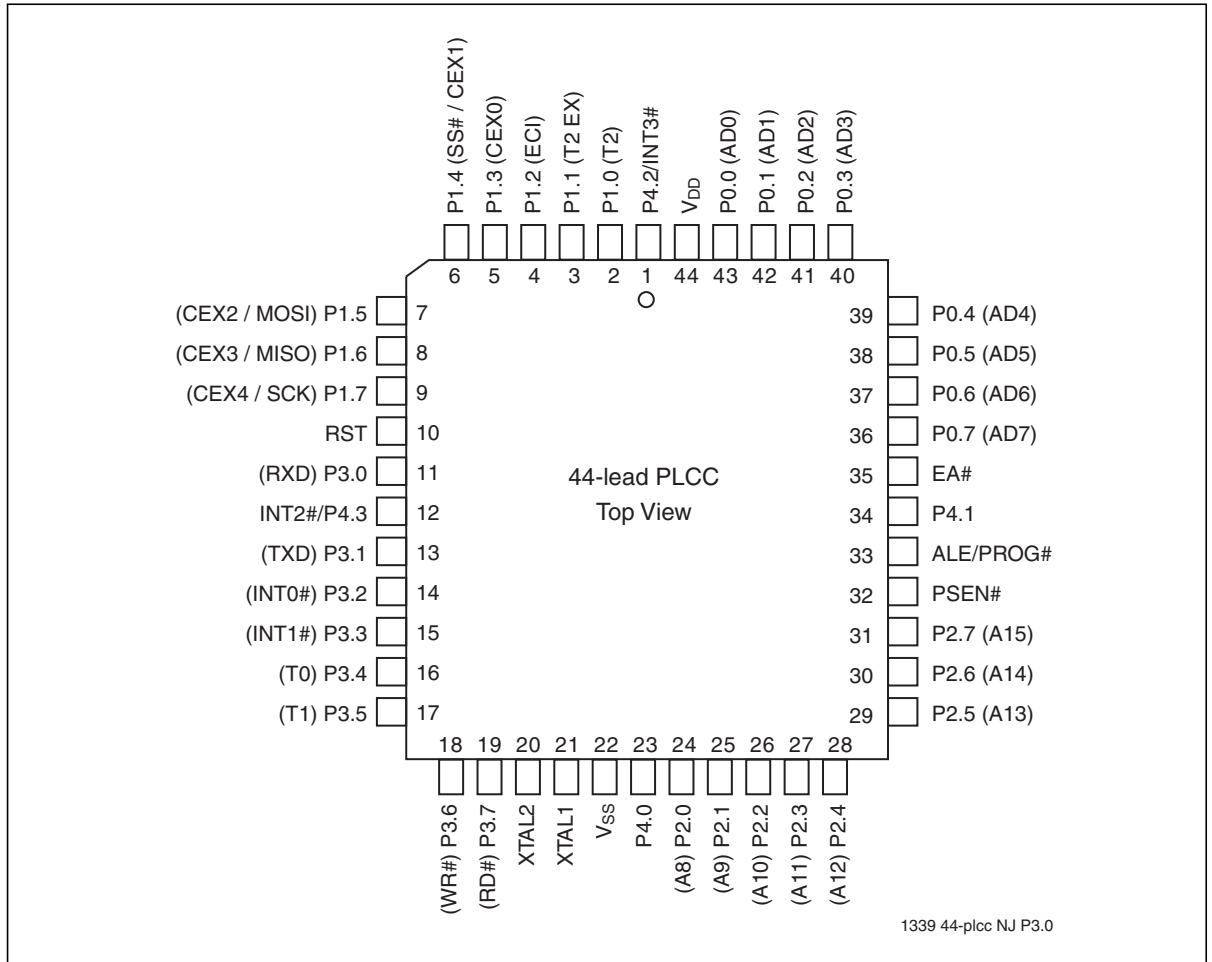 P1.4 (SS# / CEX1)
P1.3 (CEX0)
P1.2 (ECI)
P1.1 (T2 EX)
P1.0 (T2)
P4.2/INT3#
VDD
P0.0 (AD0)
P0.1 (AD1)
P0.2 (AD2)
P0.3 (AD3)
6 5 4 3 2 1 44 43 42 41 40
(CEX2 / MOSI) P1.5 7
(CEX3 / MISO) P1.6 8
(CEX4 / SCK) P1.7 9
RST 10
(RXD) P3.0 11
INT2#/P4.3 12
(TXD) P3.1 13
(INT0#) P3.2 14
(INT1#) P3.3 15
(T0) P3.4 16
(T1) P3.5 17
44-lead PLCC
Top View
39 P0.4 (AD4)
38 P0.5 (AD5)
37 P0.6 (AD6)
36 P0.7 (AD7)
35 EA#
34 P4.1
33 ALE/PROG#
32 PSEN#
31 P2.7 (A15)
30 P2.6 (A14)
29 P2.5 (A13)
18 19 20 21 22 23 24 25 26 27 28
(WR#) P3.6
(RD#) P3.7
XTAL2
XTAL1
VSS
P4.0
(A8) P2.0
(A9) P2.1
(A10) P2.2
(A11) P2.3
(A12) P2.4
1339 44-plcc NJ P3.0